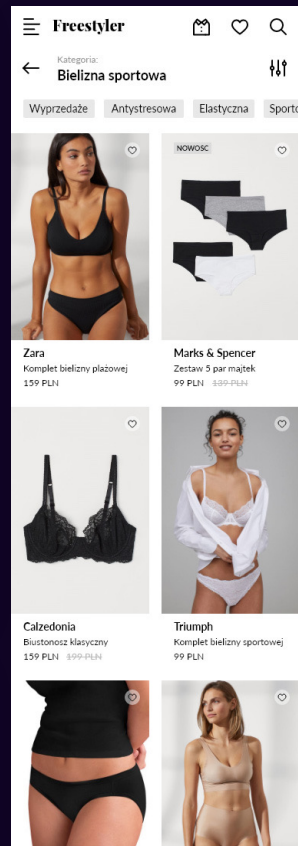 Freestyler
Kategoria:
Bielizna sportowa
Wyprzedaże
Antystresowa
Elastyczna
Sporto
NOWOSC
Zara
Komplet bielizny plażowej
159 PLN
Marks & Spencer
Zestaw 5 par majtek
99 PLN 139 PLN
Calzedonia
Biustonosz klasyczny
159 PLN 199 PLN
Triumph
Komplet bielizny sportowej
99 PLN